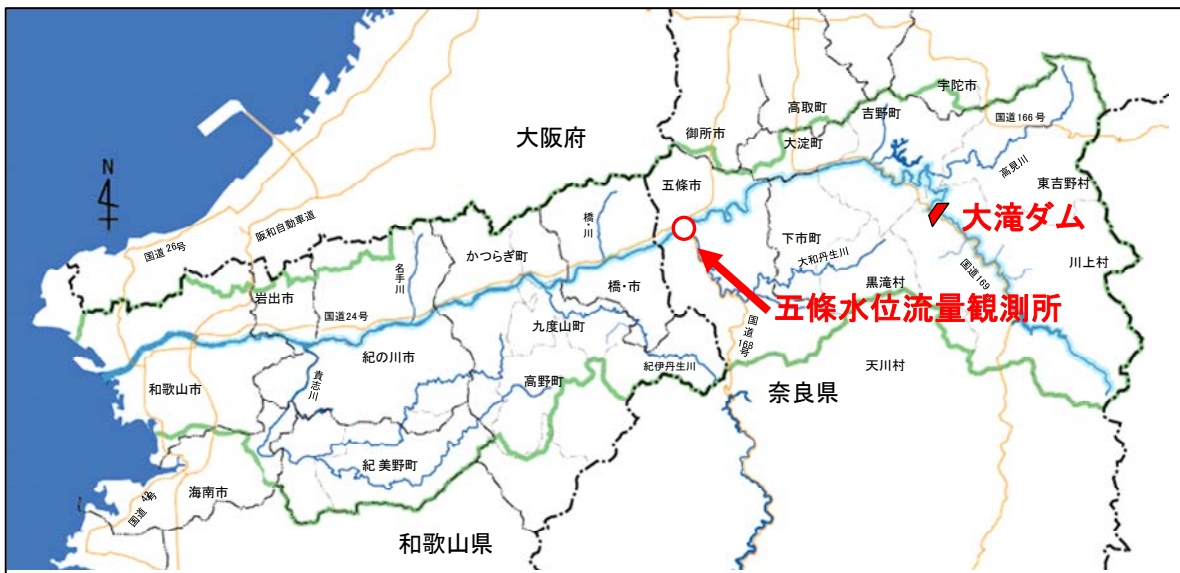 宇陀市
高取町
吉野町
国道166号
御所市
大淀町
大阪府
N
高見川
東吉野村
五條市
大滝ダム
国道26号
阪和自動車道
橋・川
下市町
大和丹生川
かつらぎ町
名手川
川上村
黒滝村
国道169
岩出市
橋・市
五條水位流量観測所
国道24号
九度山町
国道168号
紀の川市
紀伊丹生川
天川村
和歌山市
貴志川
高野町
奈良県
紀美野町
海南市
国道42号
和歌山県